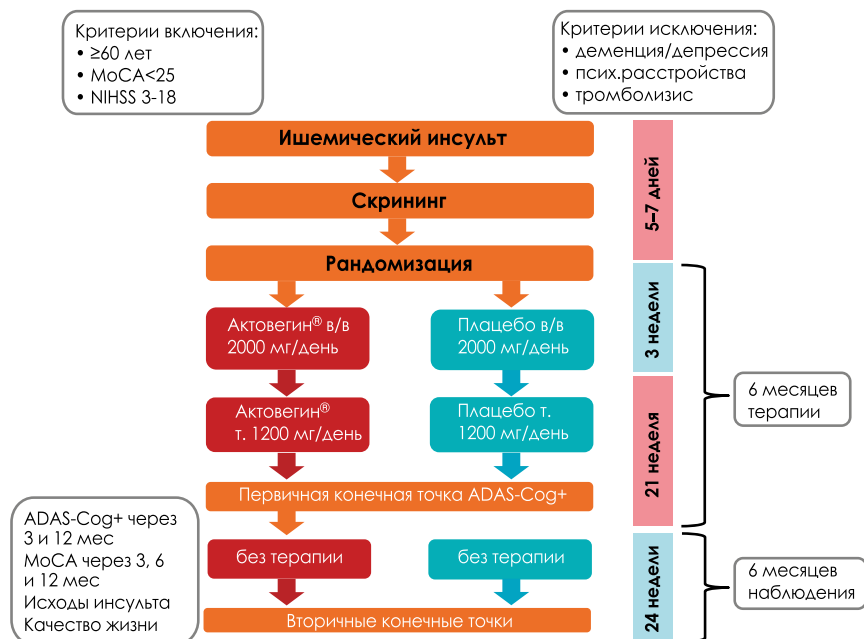 Критерии включения:
• ≥60 лет
• MoCA<25
• NIHSS 3-18
Критерии исключения:
• деменция/депрессия
• псих.расстройства
• тромболизис
Ишемический инсульт
Скрининг
Рандомизация
5–7 дней
Актовегин® в/в
2000 мг/день
Плацебо в/в
2000 мг/день
3 недели
Актовегин®
т. 1200 мг/день
Плацебо т.
1200 мг/день
21 неделя
6 месяцев
терапии
Первичная конечная точка ADAS-Cog+
ADAS-Cog+ через
3 и 12 мес
MoCA через 3, 6
и 12 мес
Исходы инсульта
Качество жизни
без терапии
без терапии
24 недели
6 месяцев
наблюдения
Вторичные конечные точки